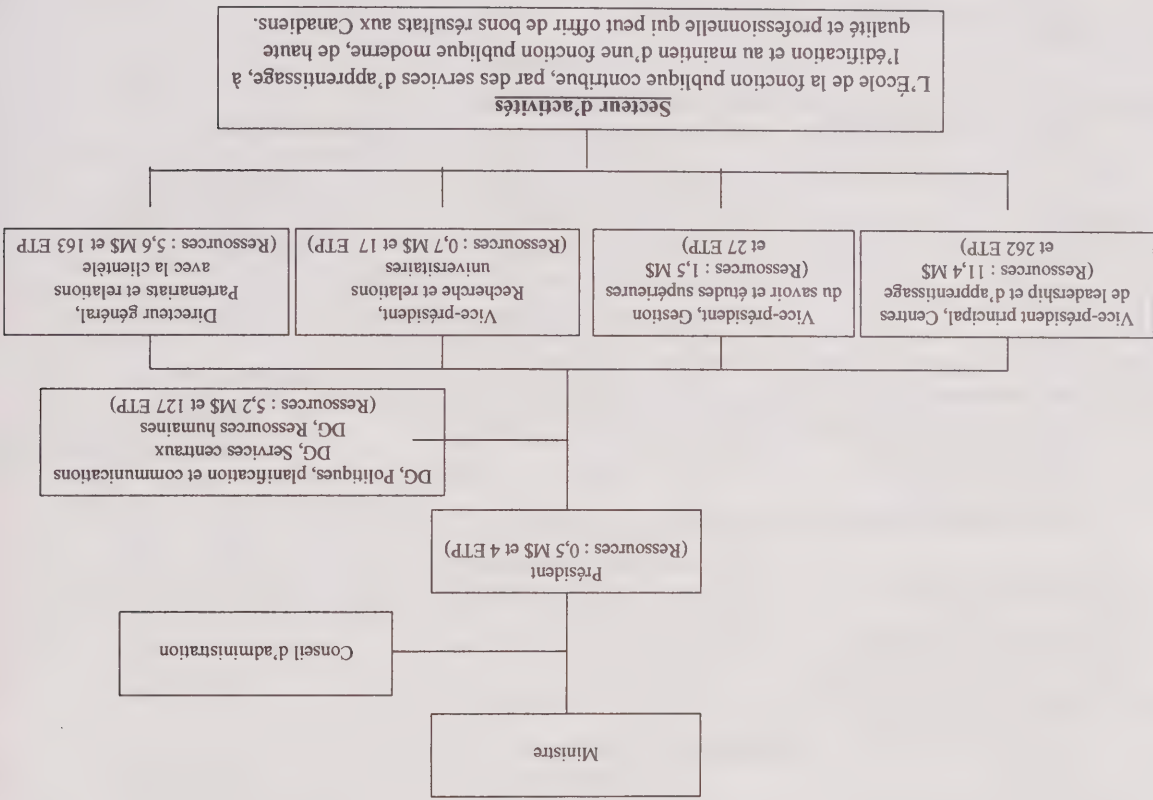 Ministre
Conseil d'administration
Président
(Ressources : 0,5 M$ et 4 ETP)
DG, Politiques, planification et communications
DG, Services centraux
DG, Ressources humaines
(Ressources : 5,2 M$ et 127 ETP)
Vice-président principal, Centres
de leadership et d'apprentissage
(Ressources : 11,4 M$
et 262 ETP)
Vice-président, Gestion
du savoir et études supérieures
(Ressources : 1,5 M$
et 27 ETP)
Vice-président,
Recherche et relations
universitaires
(Ressources : 0,7 M$ et 17 ETP)
Directeur général,
Partenariats et relations
avec la clientèle
(Ressources : 5,6 M$ et 163 ETP
Secteur d'activités
L'École de la fonction publique contribue, par des services d'apprentissage, à
l'édification et au maintien d'une fonction publique moderne, de haute
qualité et professionnelle qui peut offrir de bons résultats aux Canadiens.